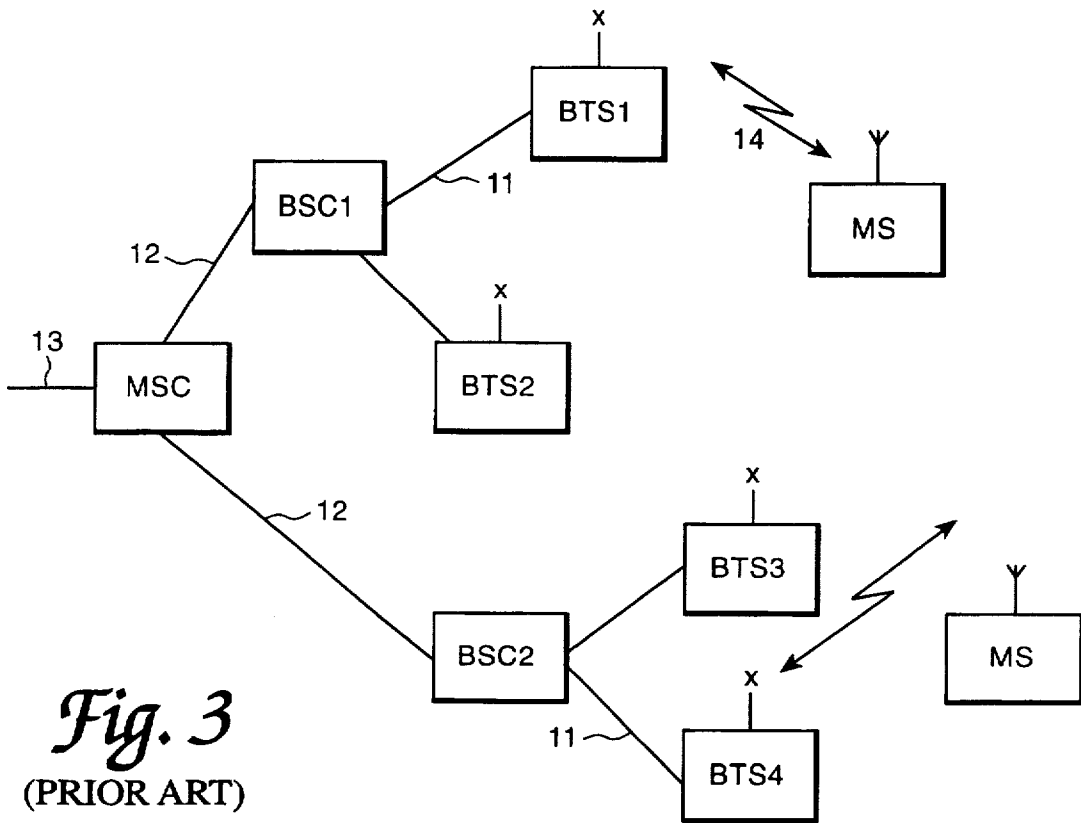 x
BTS1
14
11
BSC1
MS
12
x
13
MSC
BTS2
x
12
BTS3
BSC2
MS
x
11
BTS4
Fig. 3
(PRIOR ART)